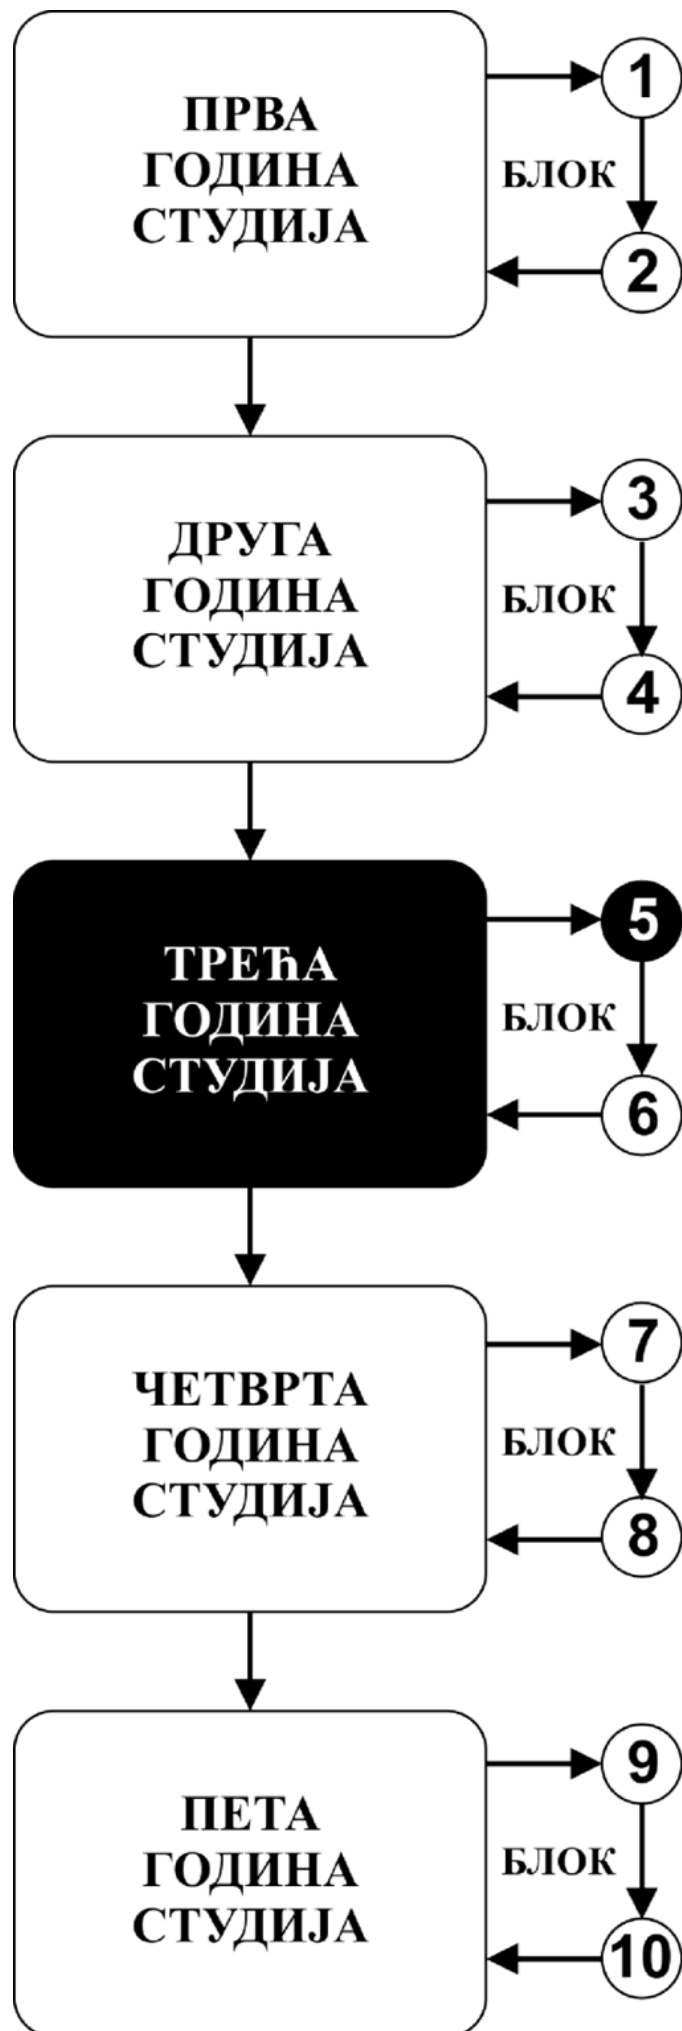 ПРВА
ГОДИНА
СТУДИЈА
1
БЛОК
2
ДРУГА
ГОДИНА
СТУДИЈА
3
БЛОК
4
ТРЕЋА
ГОДИНА
СТУДИЈА
5
БЛОК
6
ЧЕТВРТА
ГОДИНА
СТУДИЈА
7
БЛОК
8
ПЕТА
ГОДИНА
СТУДИЈА
9
БЛОК
10